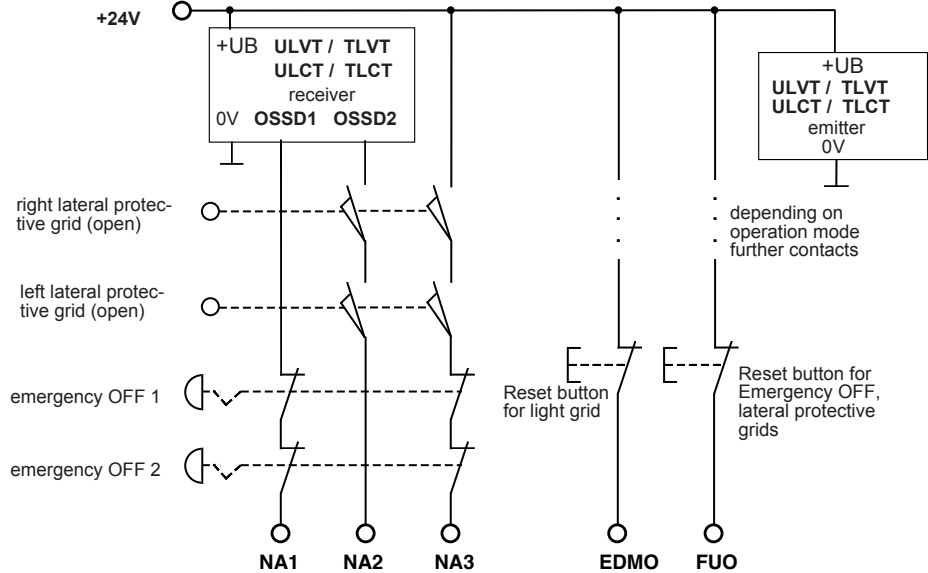 +24V
+UB ULVT / TLVT
ULCT / TLCT
receiver
0V OSSD1 OSSD2
+UB
ULVT / TLVT
ULCT / TLCT
emitter
0V
right lateral protec-
tive grid (open)
depending on
operation mode
further contacts
left lateral protec-
tive grid (open)
emergency OFF 1
Reset button
for light grid
Reset button for
Emergency OFF,
lateral protective
grids
emergency OFF 2
NA1 NA2 NA3 EDMO FUO